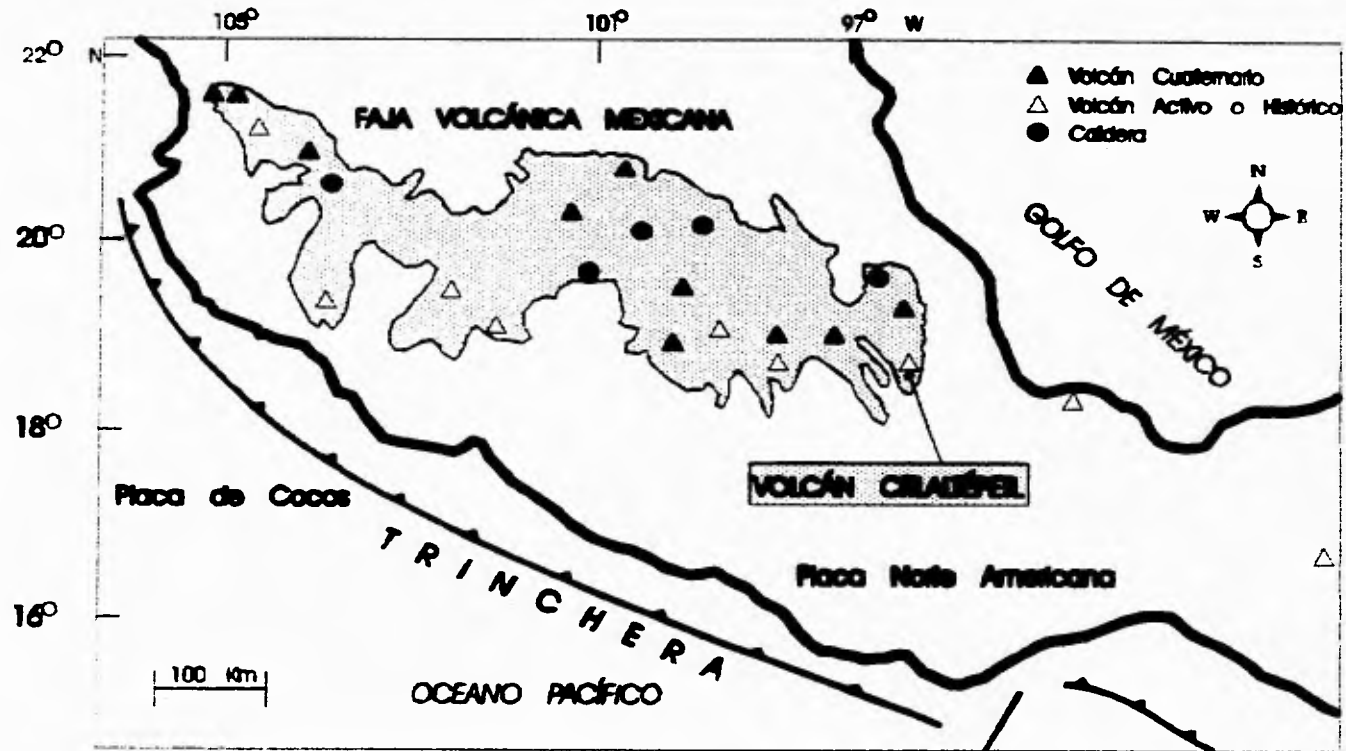 105° 101° 97° W
22° N
▲ Volcán Cuaternario
△ Volcán Activo o Histórico
● Caldera
FAJA VOLCÁNICA MEXICANA
N
W E
S
20°
GOLFO DE MÉXICO
18°
VOLCÁN
Placa de Cocos
TRINCHERA
Placa Norte Americana
16°
100 Km
OCEANO PACÍFICO